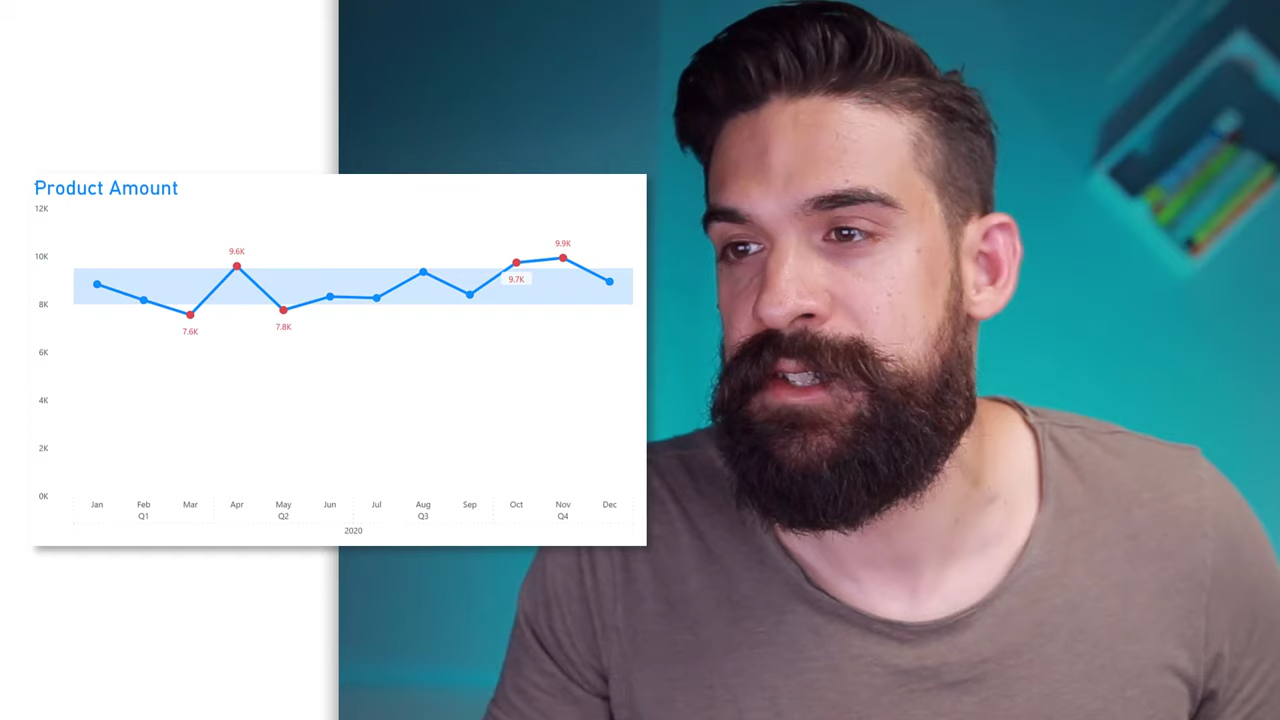 Product Amount
12K
10K
8K
6K
4K
2K
0K
9.6K
9.9K
9.7K
7.6K
7.8K
Jan Feb Mar Apr May Jun Jul Aug Sep Oct Nov Dec
Q1 Q2 Q3 Q4
2020